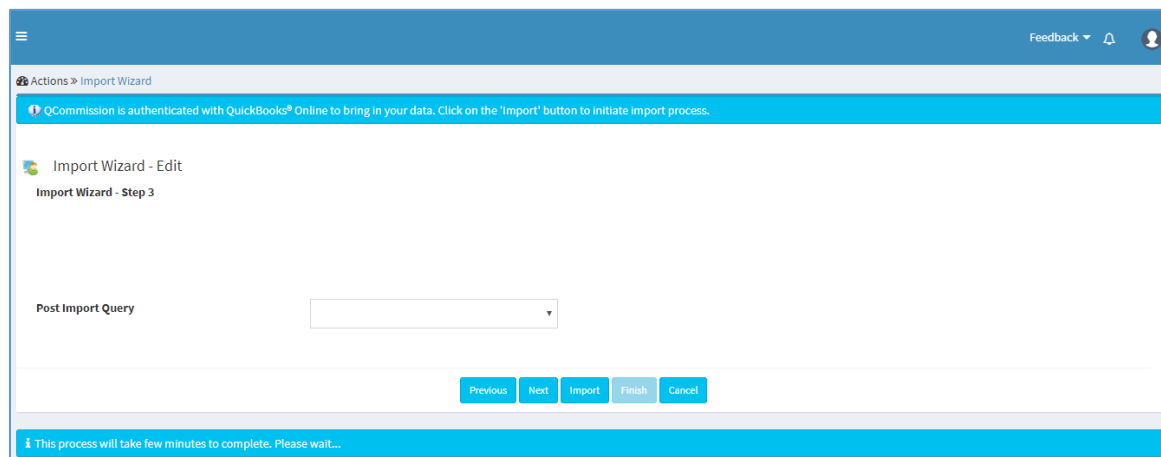 Feedback
Actions » Import Wizard
QCommission is authenticated with QuickBooks® Online to bring in your data. Click on the 'Import' button to initiate import process.
Import Wizard - Edit
Import Wizard - Step 3
Post Import Query
Previous Next Import Finish Cancel
This process will take few minutes to complete. Please wait...